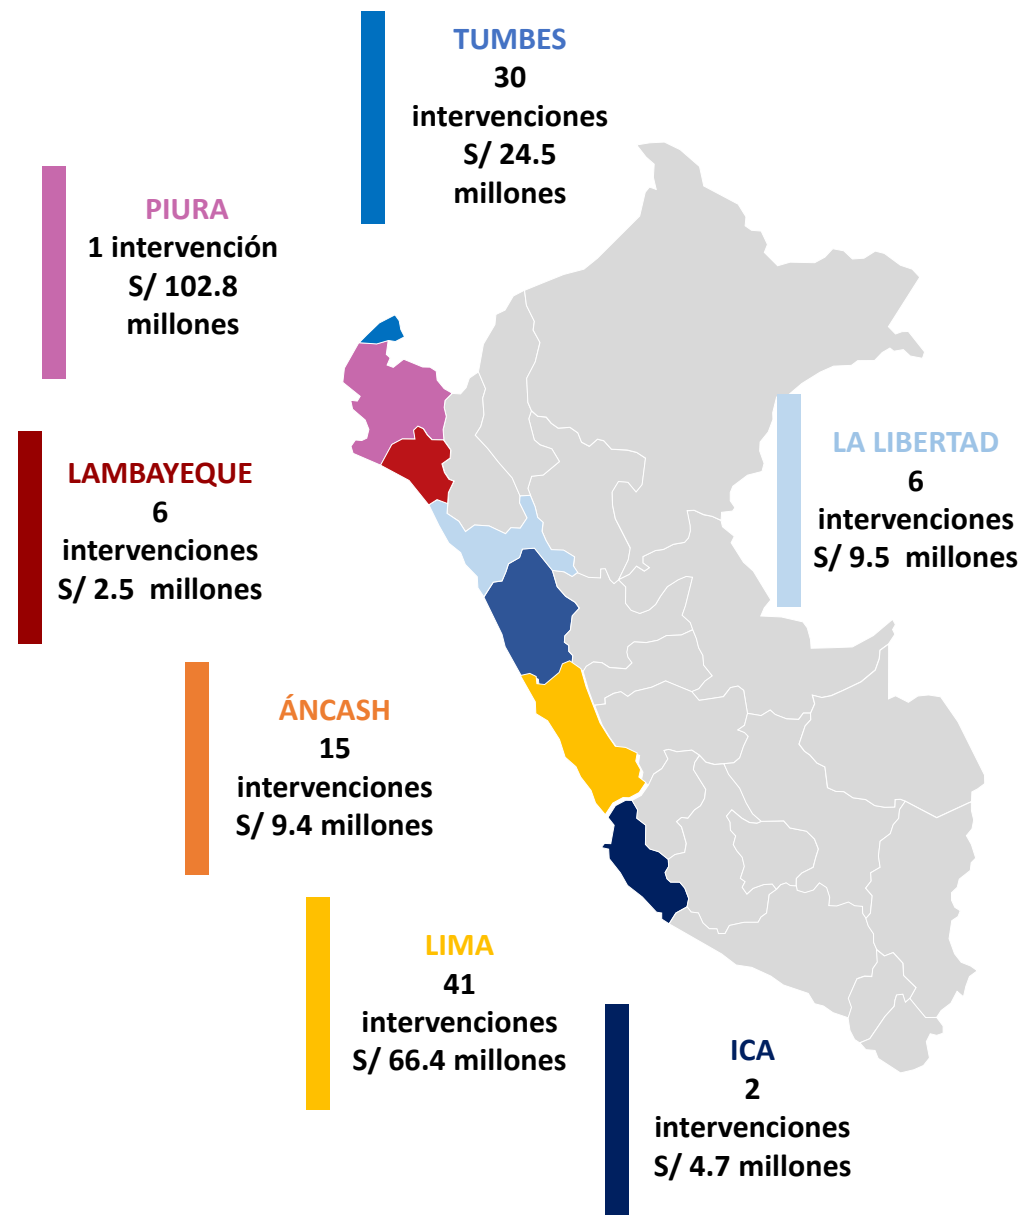 TUMBES
30
intervenciones
S/ 24.5
millones
PIURA
1 intervención
S/ 102.8
millones
LAMBAYEQUE
6
intervenciones
S/ 2.5  millones
LA LIBERTAD
6
intervenciones
S/ 9.5  millones
ÁNCASH
15
intervenciones
S/ 9.4 millones
LIMA
41
intervenciones
S/ 66.4 millones
ICA
2
intervenciones
S/ 4.7 millones